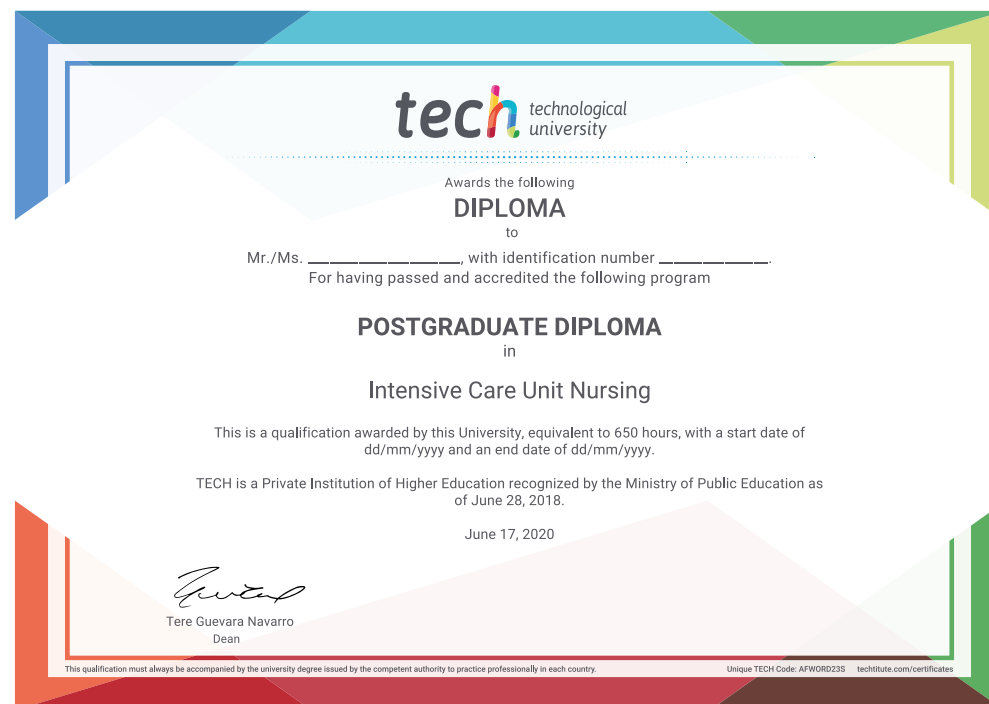 tech technological
university
Awards the following
DIPLOMA
to
Mr./Ms. ____________________, with identification number ______________.
For having passed and accredited the following program
POSTGRADUATE DIPLOMA
in
Intensive Care Unit Nursing
This is a qualification awarded by this University, equivalent to 650 hours, with a start date of
dd/mm/yyyy and an end date of dd/mm/yyyy.
TECH is a Private Institution of Higher Education recognized by the Ministry of Public Education as
of June 28, 2018.
June 17, 2020
Tere Guevara Navarro
Dean
This qualification must always be accompanied by the university degree issued by the competent authority to practice professionally in each country.
Unique TECH Code: AFWORD23S techtitute.com/certificates